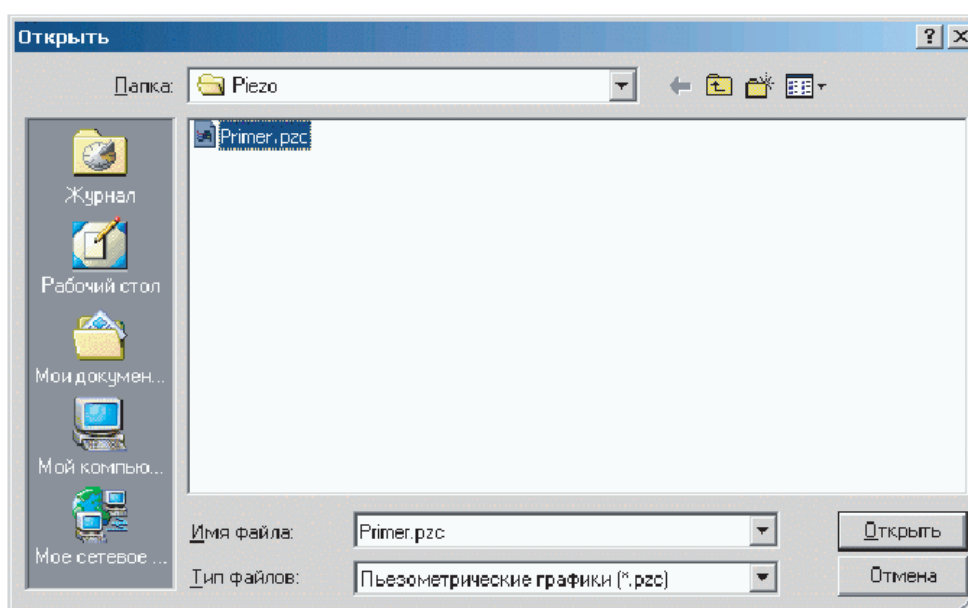 Открыть
Папка: Piezo
Primer.pzc
Журнал
Рабочий стол
Мои докумен...
Мой компью...
Мое сетевое ...
Имя файла: Primer.pzc Открыть
Тип файлов: Пьезометрические графики (*.pzc) Отмена